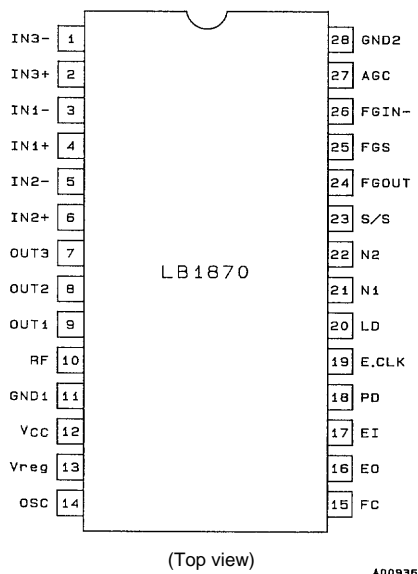 IN3- 1 28 GND2
IN3+ 2 27 AGC
IN1- 3 26 FGIN-
IN1+ 4 25 FGS
IN2- 5 24 FGOUT
IN2+ 6 23 S/S
OUT3 7 22 N2
LB1870
OUT2 8 21 N1
OUT1 9 20 LD
RF 10 19 E.CLK
GND1 11 18 PD
VCC 12 17 EI
Vreg 13 16 EO
OSC 14 15 FC
(Top view)
A00936